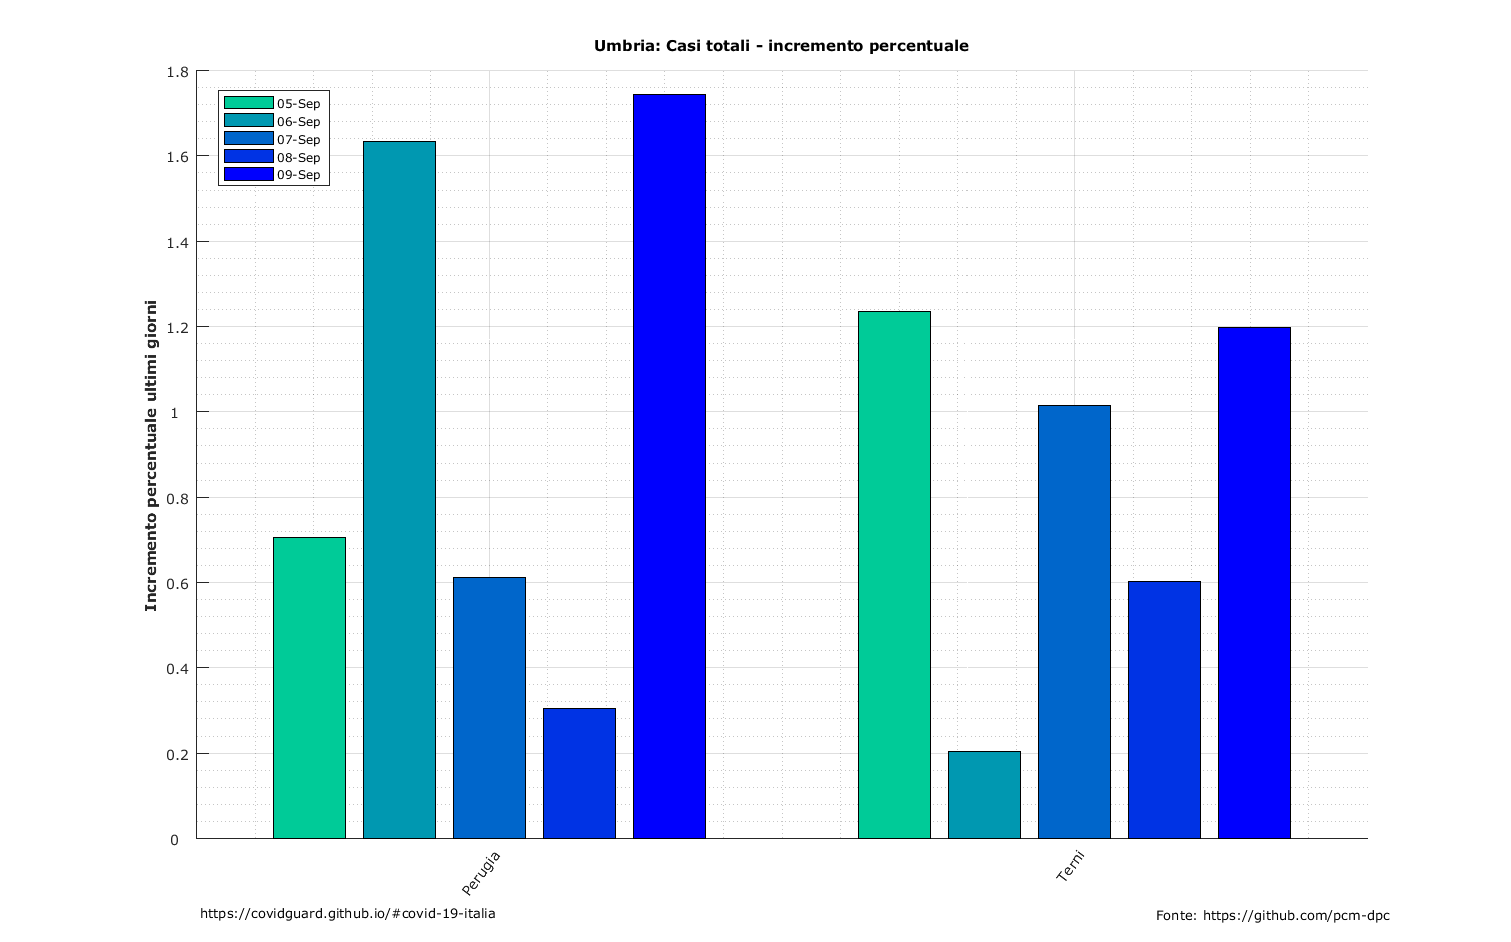 Umbria: Casi totali - incremento percentuale
1.8
1.6
1.4
1.2
1
0.8
0.6
0.4
0.2
0
05-Sep
06-Sep
07-Sep
08-Sep
09-Sep
Incremento percentuale ultimi giorni
Perugia
Terni
https://covidguard.github.io/#covid-19-italia
Fonte: https://github.com/pcm-dpc